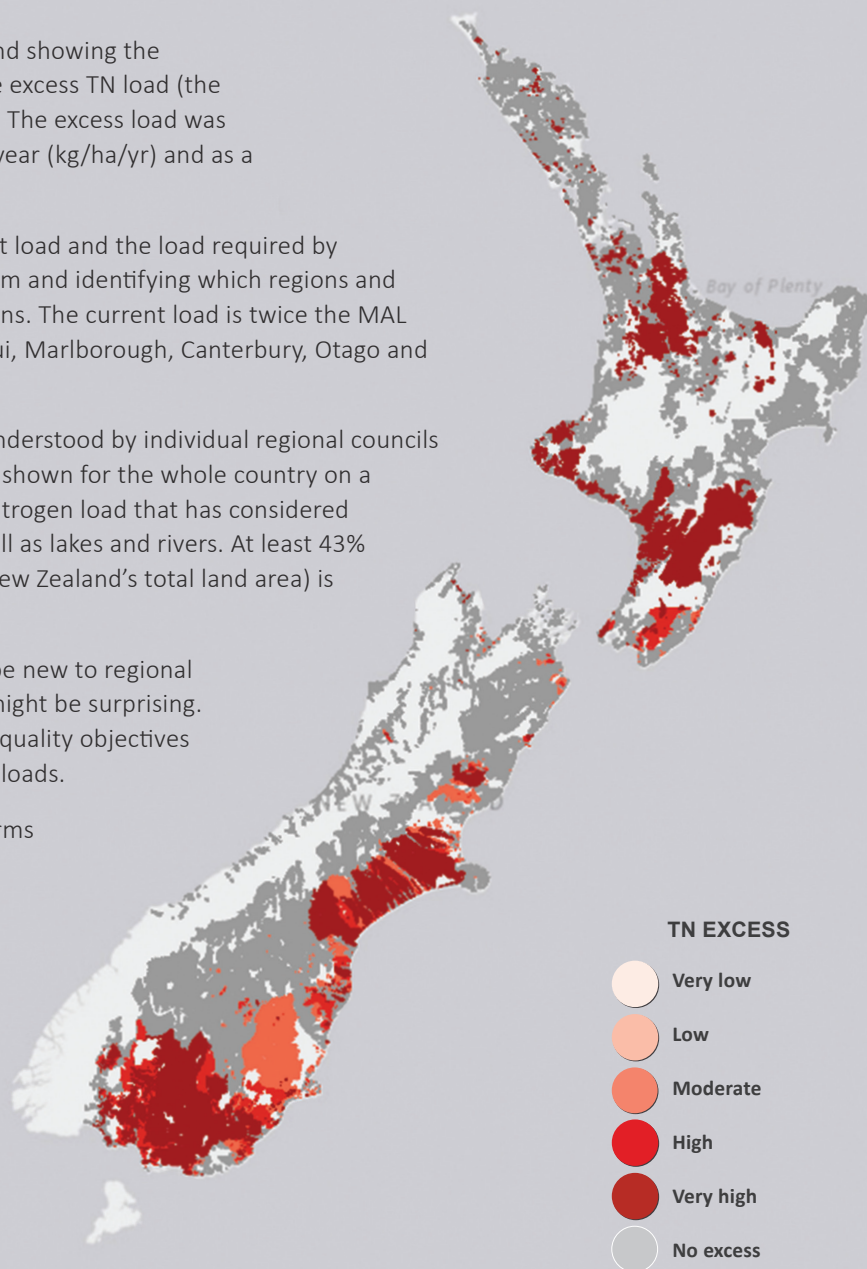 nd showing the
e excess TN load (the
The excess load was
year (kg/ha/yr) and as a
t load and the load required by
m and identifying which regions and
ns. The current load is twice the MAL
ui, Marlborough, Canterbury, Otago and
nderstood by individual regional councils
shown for the whole country on a
trogen load that has considered
ll as lakes and rivers. At least 43%
ew Zealand’s total land area) is
be new to regional
might be surprising.
quality objectives
loads.
rms
Bay of Plenty
NEW ZEALAND
TN EXCESS
Very low
Low
Moderate
High
Very high
No excess